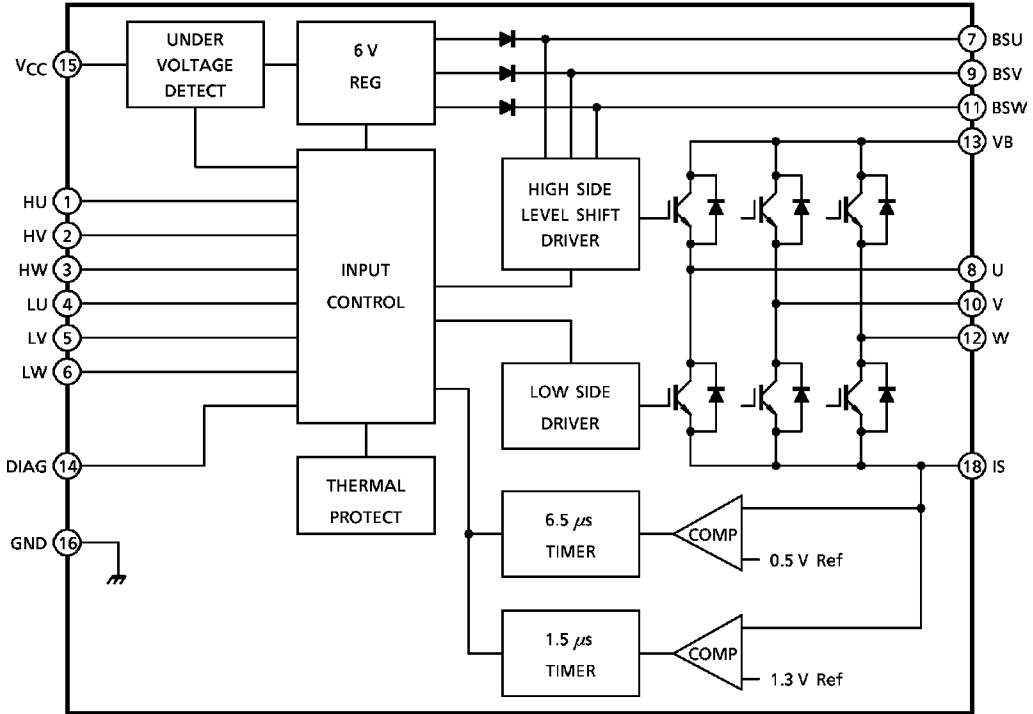 VCC 15
UNDER
VOLTAGE
DETECT
6 V
REG
7 BSU
9 BSV
11 BSW
13 VB
HU 1
HV 2
HW 3
LU 4
LV 5
LW 6
INPUT
CONTROL
HIGH SIDE
LEVEL SHIFT
DRIVER
8 U
10 V
12 W
LOW SIDE
DRIVER
DIAG 14
THERMAL
PROTECT
18 IS
GND 16
6.5 μs
TIMER
COMP
0.5 V Ref
1.5 μs
TIMER
COMP
1.3 V Ref